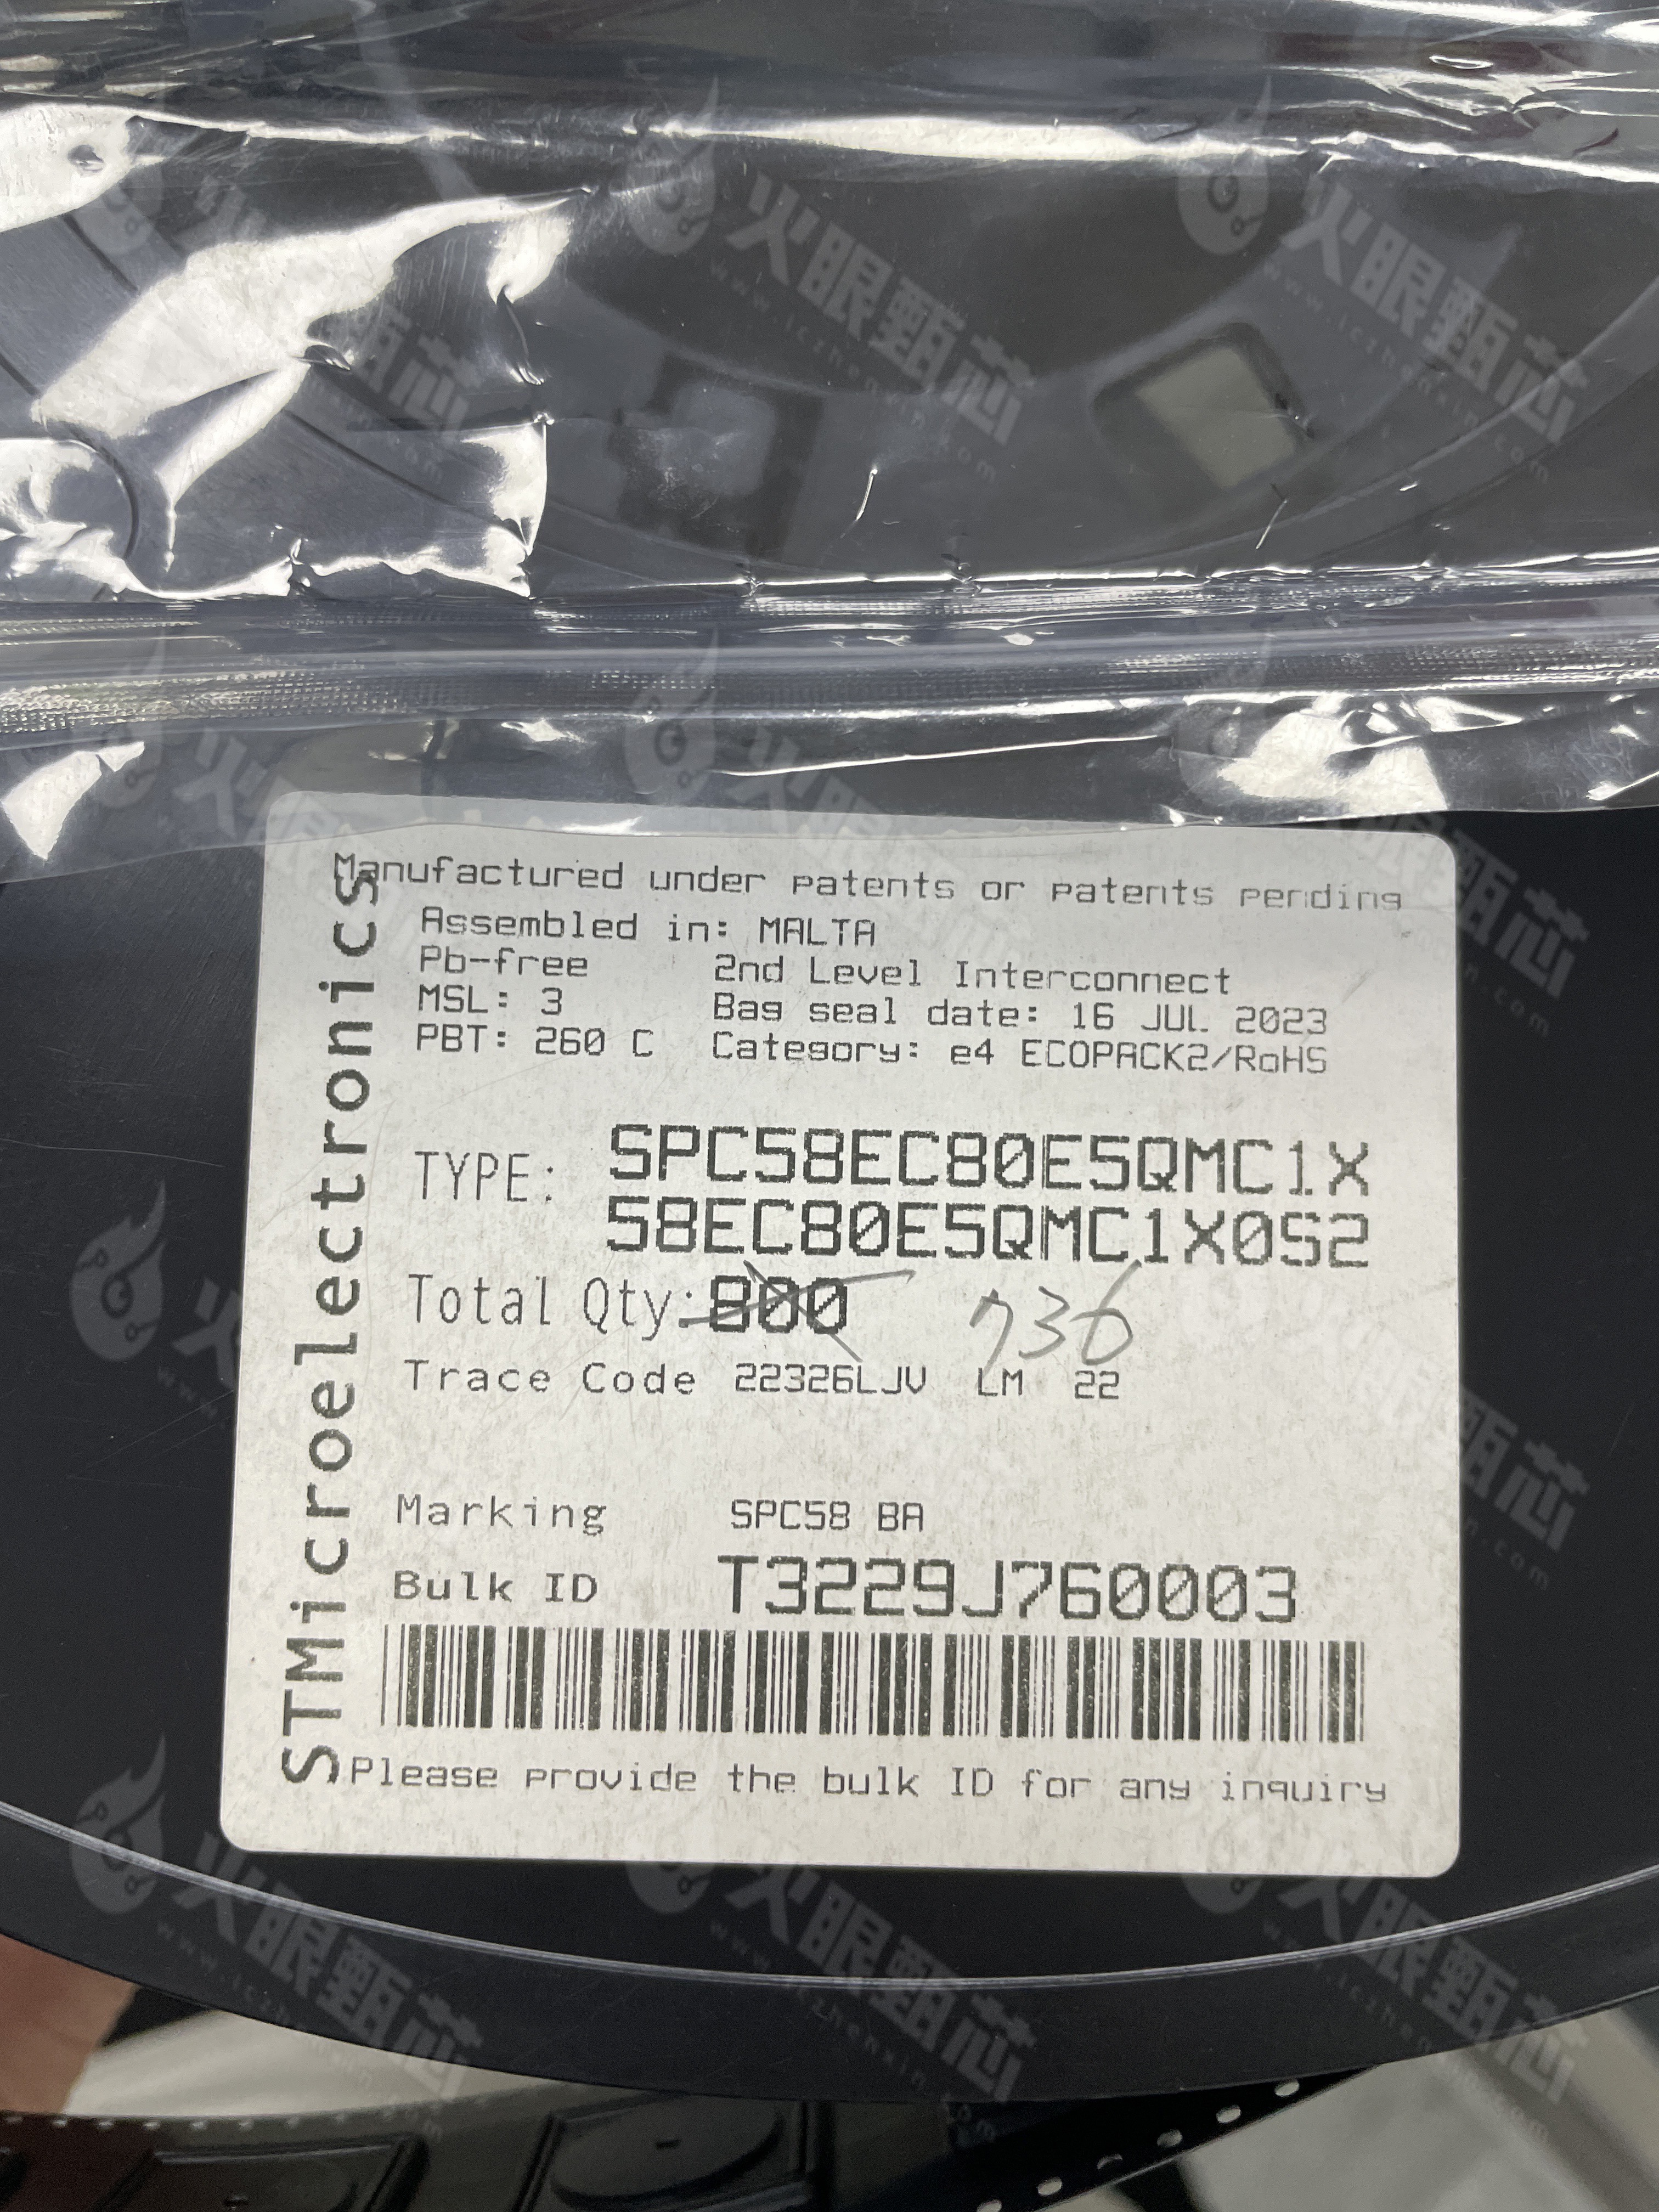 Manufactured under patents or patents pending
Assembled in: MALTA
Pb-free 2nd Level Interconnect
MSL: 3 Bag seal date: 16 JUL 2023
PBT: 260 C Category: e4 ECOPACK2/RoHS
STMicroelectronics
TYPE: SPC58EC80E5QMC1X
58EC80E5QMC1X0S2
Total Qty: 800 736
Trace Code 22326LJV LM 22
Marking SPC58 BA
Bulk ID T3229J760003
Please provide the bulk ID for any inquiry
火眼甄芯
www.iczhenxin.com